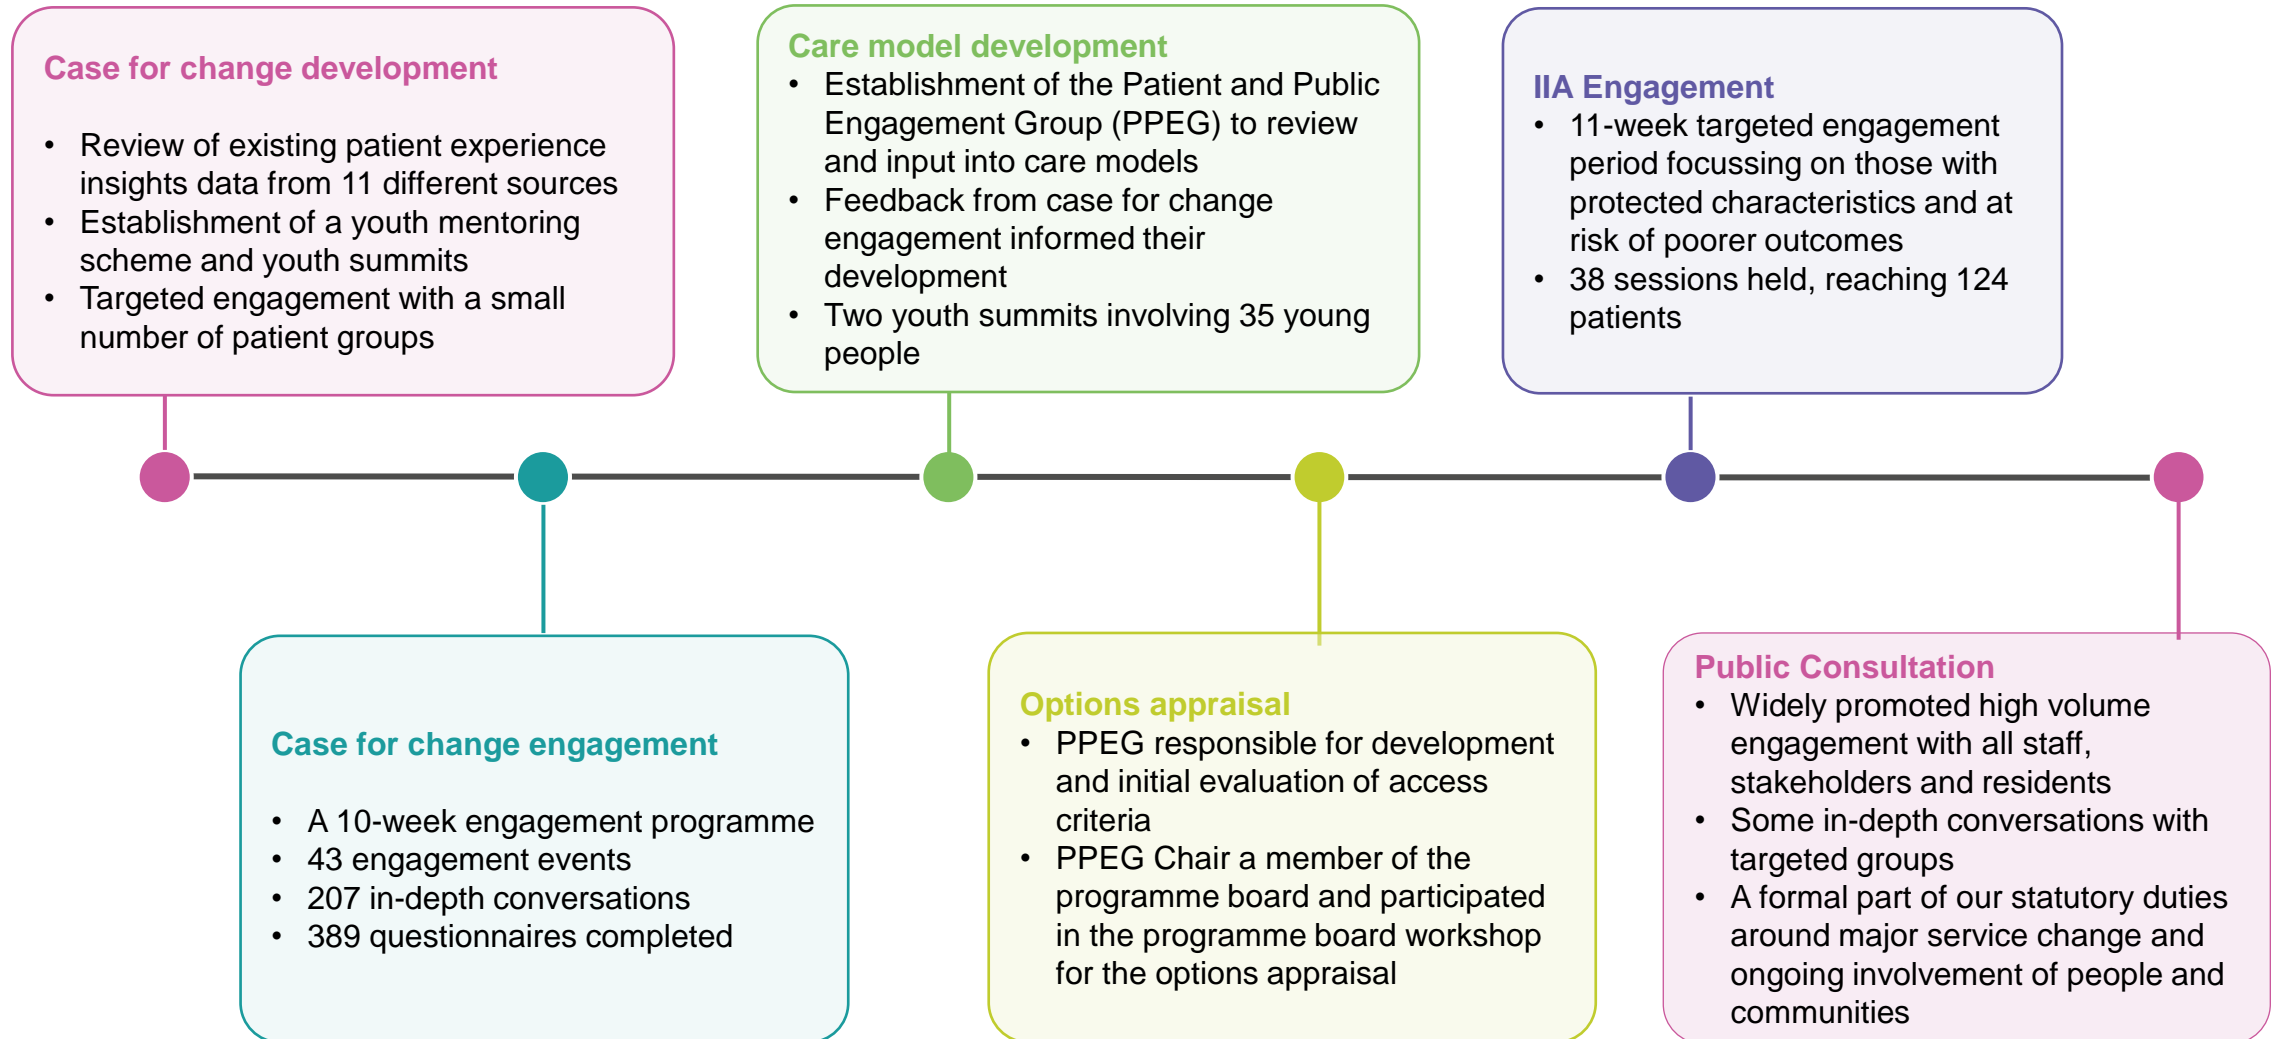 Case for change development
• Review of existing patient experience
insights data from 11 different sources
• Establishment of a youth mentoring
scheme and youth summits
• Targeted engagement with a small
number of patient groups
Case for change engagement
• A 10-week engagement programme
• 43 engagement events
• 207 in-depth conversations
• 389 questionnaires completed
Care model development
• Establishment of the Patient and Public
Engagement Group (PPEG) to review
and input into care models
• Feedback from case for change
engagement informed their
development
• Two youth summits involving 35 young
people
Options appraisal
• PPEG responsible for development
and initial evaluation of access
criteria
• PPEG Chair a member of the
programme board and participated
in the programme board workshop
for the options appraisal
IIA Engagement
• 11-week targeted engagement
period focussing on those with
protected characteristics and at
risk of poorer outcomes
• 38 sessions held, reaching 124
patients
Public Consultation
• Widely promoted high volume
engagement with all staff,
stakeholders and residents
• Some in-depth conversations with
targeted groups
• A formal part of our statutory duties
around major service change and
ongoing involvement of people and
communities